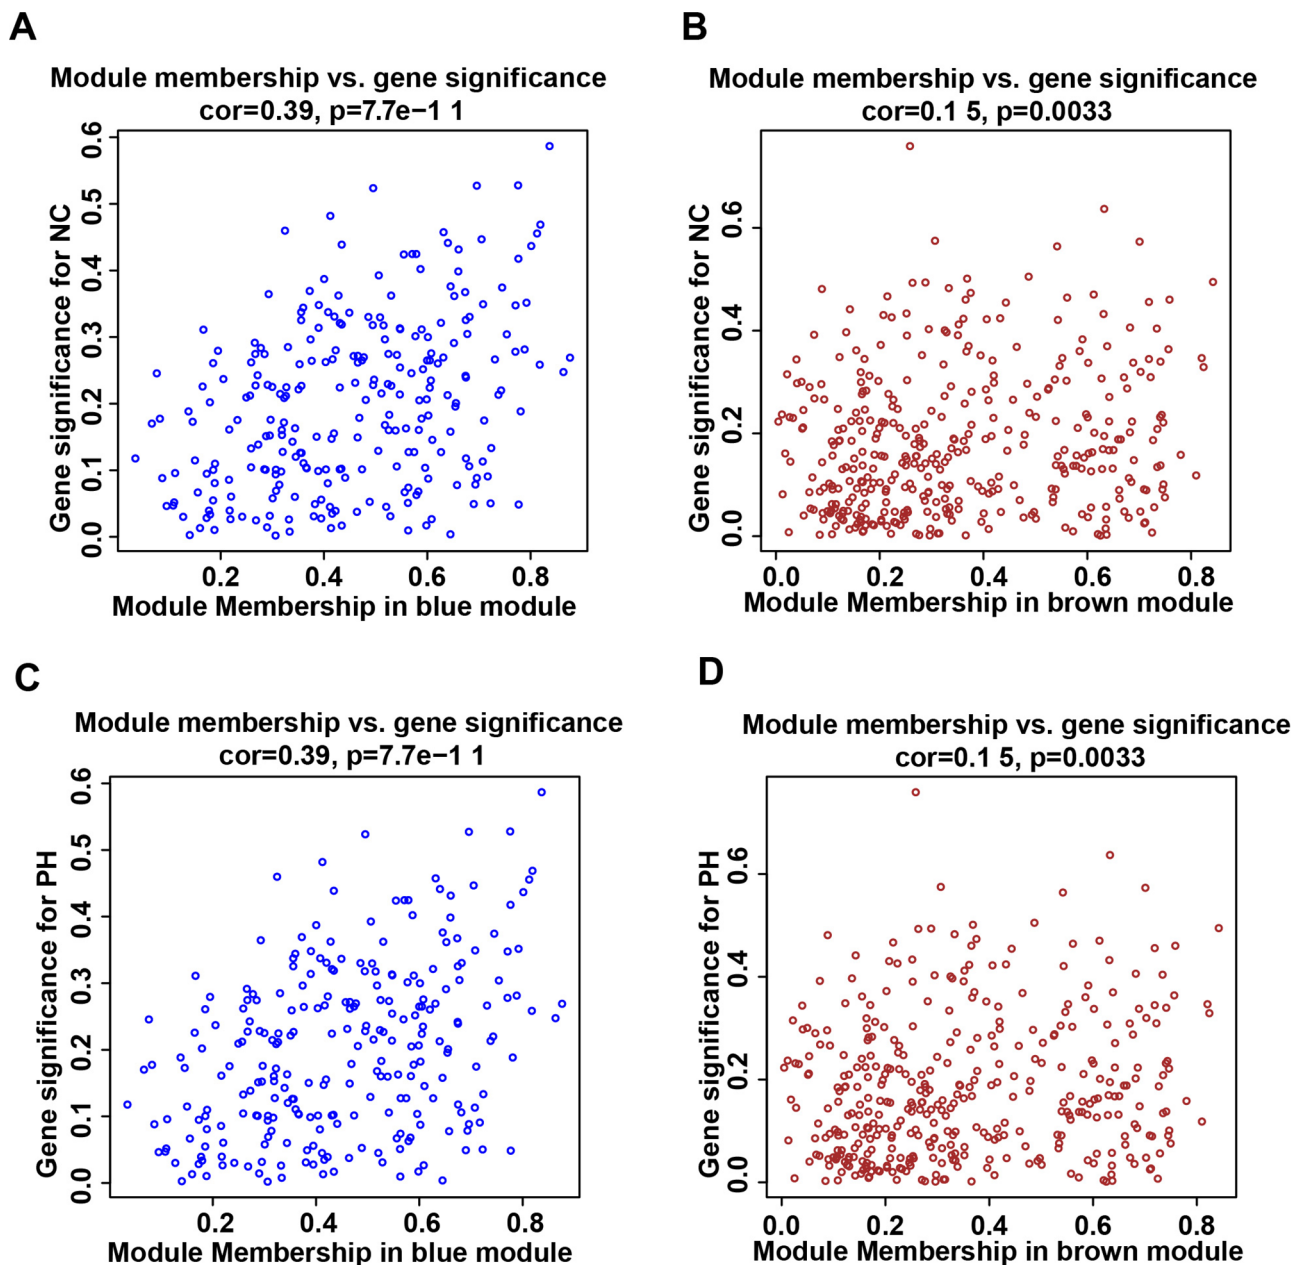 A
Module membership vs. gene significance
cor=0.39, p=7.7e−1 1
Gene significance for NC
0.0 0.1 0.2 0.3 0.4 0.5 0.6
0.2 0.4 0.6 0.8
Module Membership in blue module
B
Module membership vs. gene significance
cor=0.1 5, p=0.0033
Gene significance for NC
0.0 0.2 0.4 0.6
0.0 0.2 0.4 0.6 0.8
Module Membership in brown module
C
Module membership vs. gene significance
cor=0.39, p=7.7e−1 1
Gene significance for PH
0.0 0.1 0.2 0.3 0.4 0.5 0.6
0.2 0.4 0.6 0.8
Module Membership in blue module
D
Module membership vs. gene significance
cor=0.1 5, p=0.0033
Gene significance for PH
0.0 0.2 0.4 0.6
0.0 0.2 0.4 0.6 0.8
Module Membership in brown module